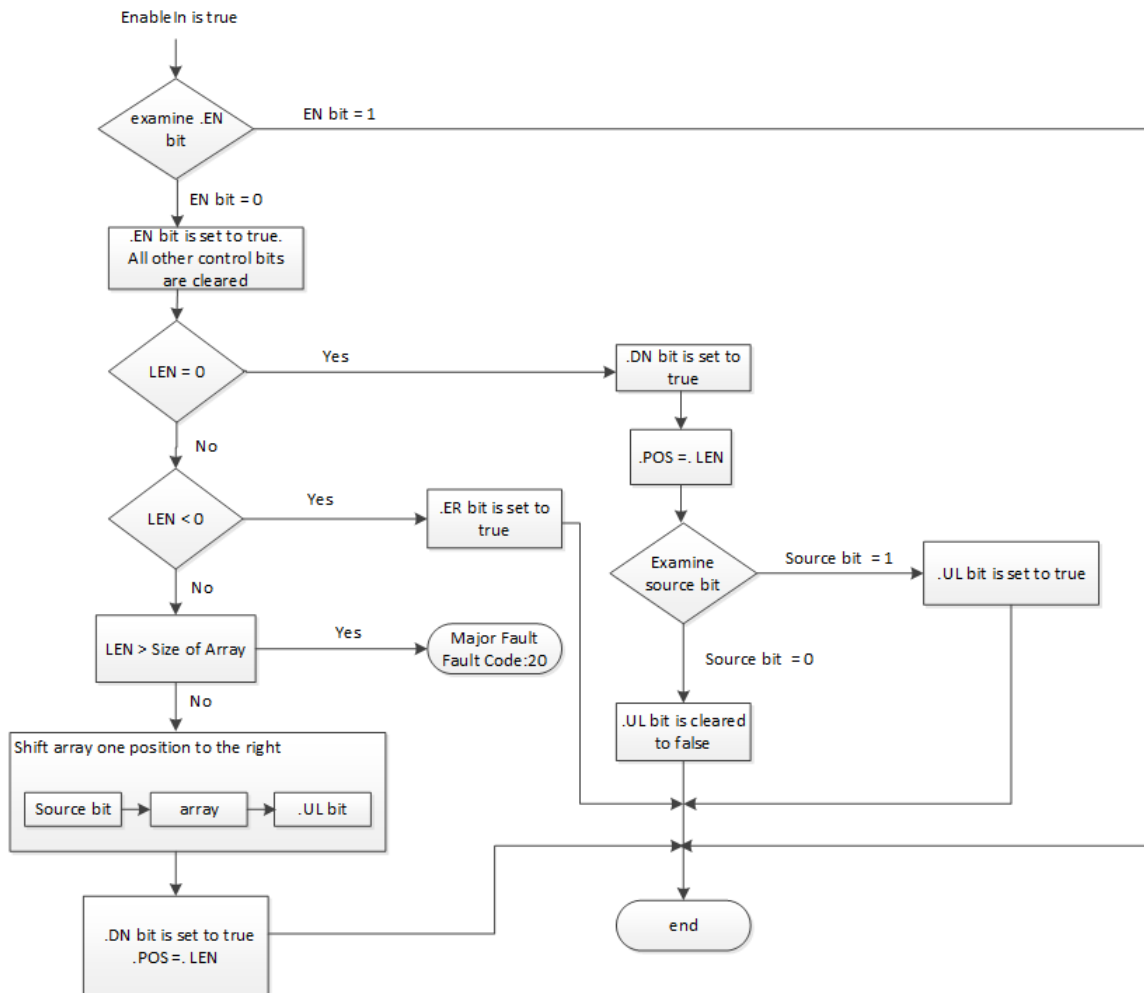 EnableIn is true
examine .EN
bit
EN bit = 1
EN bit = 0
.EN bit is set to true.
All other control bits
are cleared
LEN = 0
Yes
.DN bit is set to
true
No
.POS =. LEN
LEN < 0
Yes
.ER bit is set to
true
Examine
source bit
Source bit = 1
.UL bit is set to true
No
LEN > Size of Array
Yes
Major Fault
Fault Code:20
Source bit = 0
No
.UL bit is cleared
to false
Shift array one position to the right
Source bit
array
.UL bit
.DN bit is set to true
.POS =. LEN
end